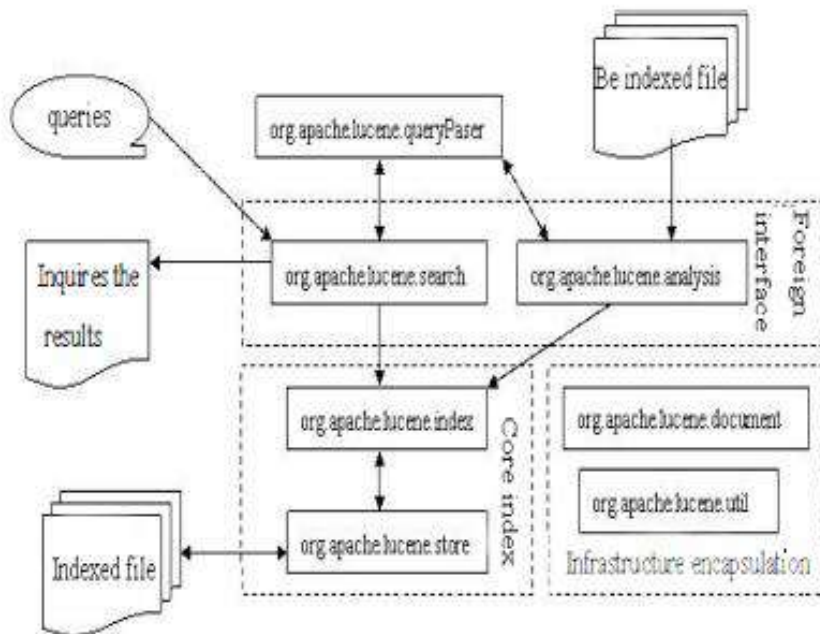 Be indexed file
queries
org.apache.lucene.queryPaser
Foreign
interface
org.apache.lucene.search
org.apache.lucene.analysis
Inquires the
results
org.apache.lucene.index
Core index
org.apache.lucene.document
org.apache.lucene.util
org.apache.lucene.store
Indexed file
Infrastructure encapsulation